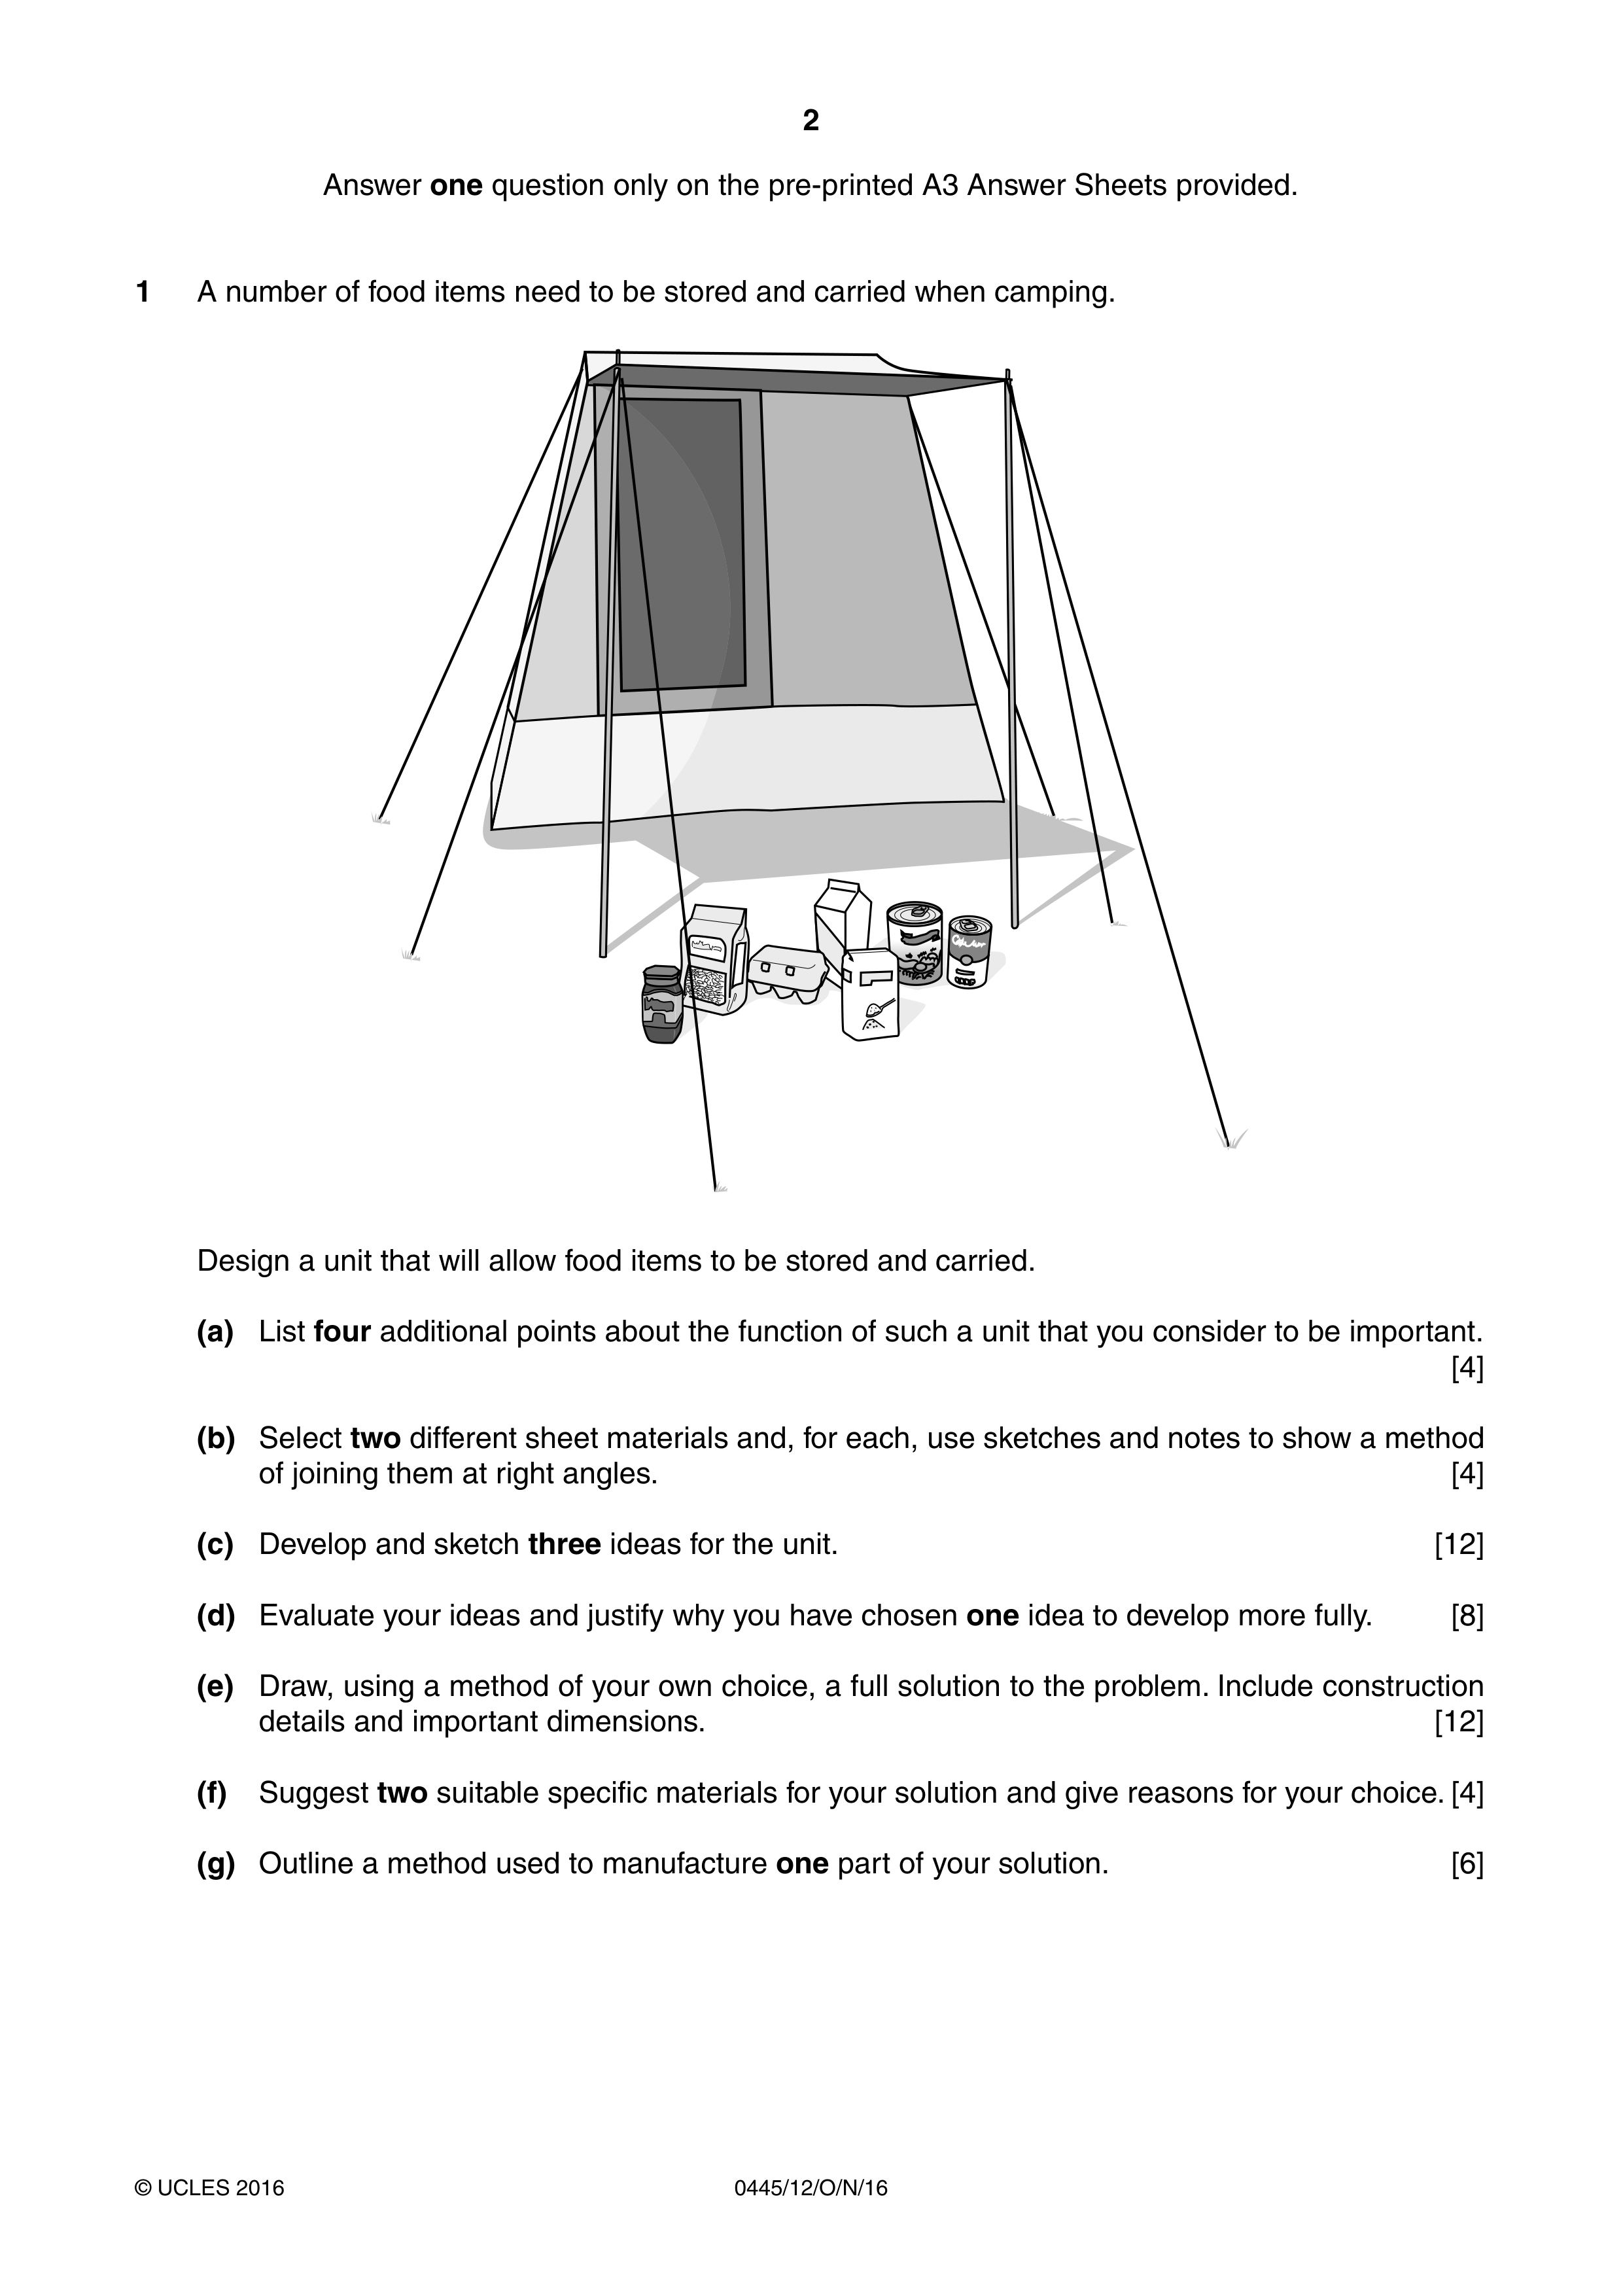 2
Answer one question only on the pre-printed A3 Answer Sheets provided.
1 A number of food items need to be stored and carried when camping.
Design a unit that will allow food items to be stored and carried.
(a) List four additional points about the function of such a unit that you consider to be important.
[4]
(b) Select two different sheet materials and, for each, use sketches and notes to show a method
of joining them at right angles. [4]
(c) Develop and sketch three ideas for the unit. [12]
(d) Evaluate your ideas and justify why you have chosen one idea to develop more fully. [8]
(e) Draw, using a method of your own choice, a full solution to the problem. Include construction
details and important dimensions. [12]
(f) Suggest two suitable specific materials for your solution and give reasons for your choice. [4]
(g) Outline a method used to manufacture one part of your solution. [6]
© UCLES 2016 0445/12/O/N/16